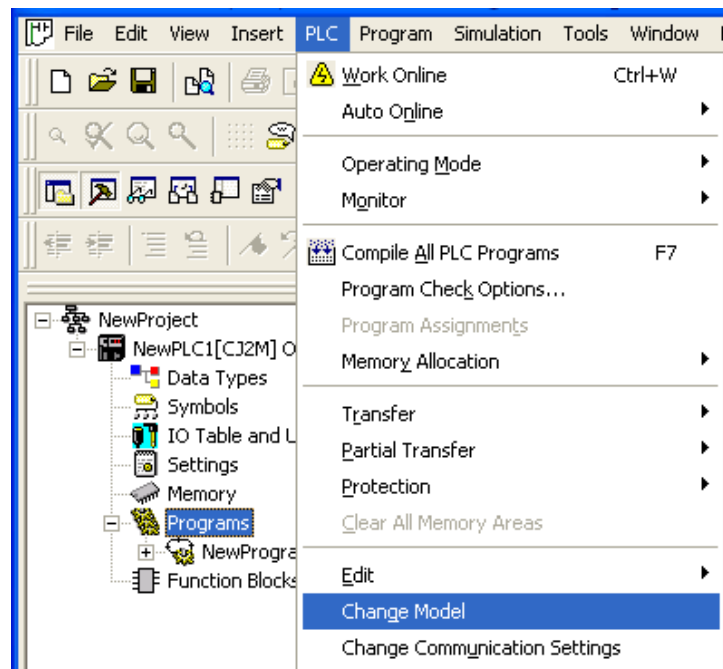 File Edit View Insert PLC Program Simulation Tools Window
Work Online Ctrl+W
Auto Online
Operating Mode
Monitor
Compile All PLC Programs F7
Program Check Options...
Program Assignments
Memory Allocation
Transfer
Partial Transfer
Protection
Clear All Memory Areas
Edit
Change Model
Change Communication Settings
NewProject
NewPLC1[CJ2M] O
Data Types
Symbols
IO Table and U
Settings
Memory
Programs
NewProgra
Function Blocks